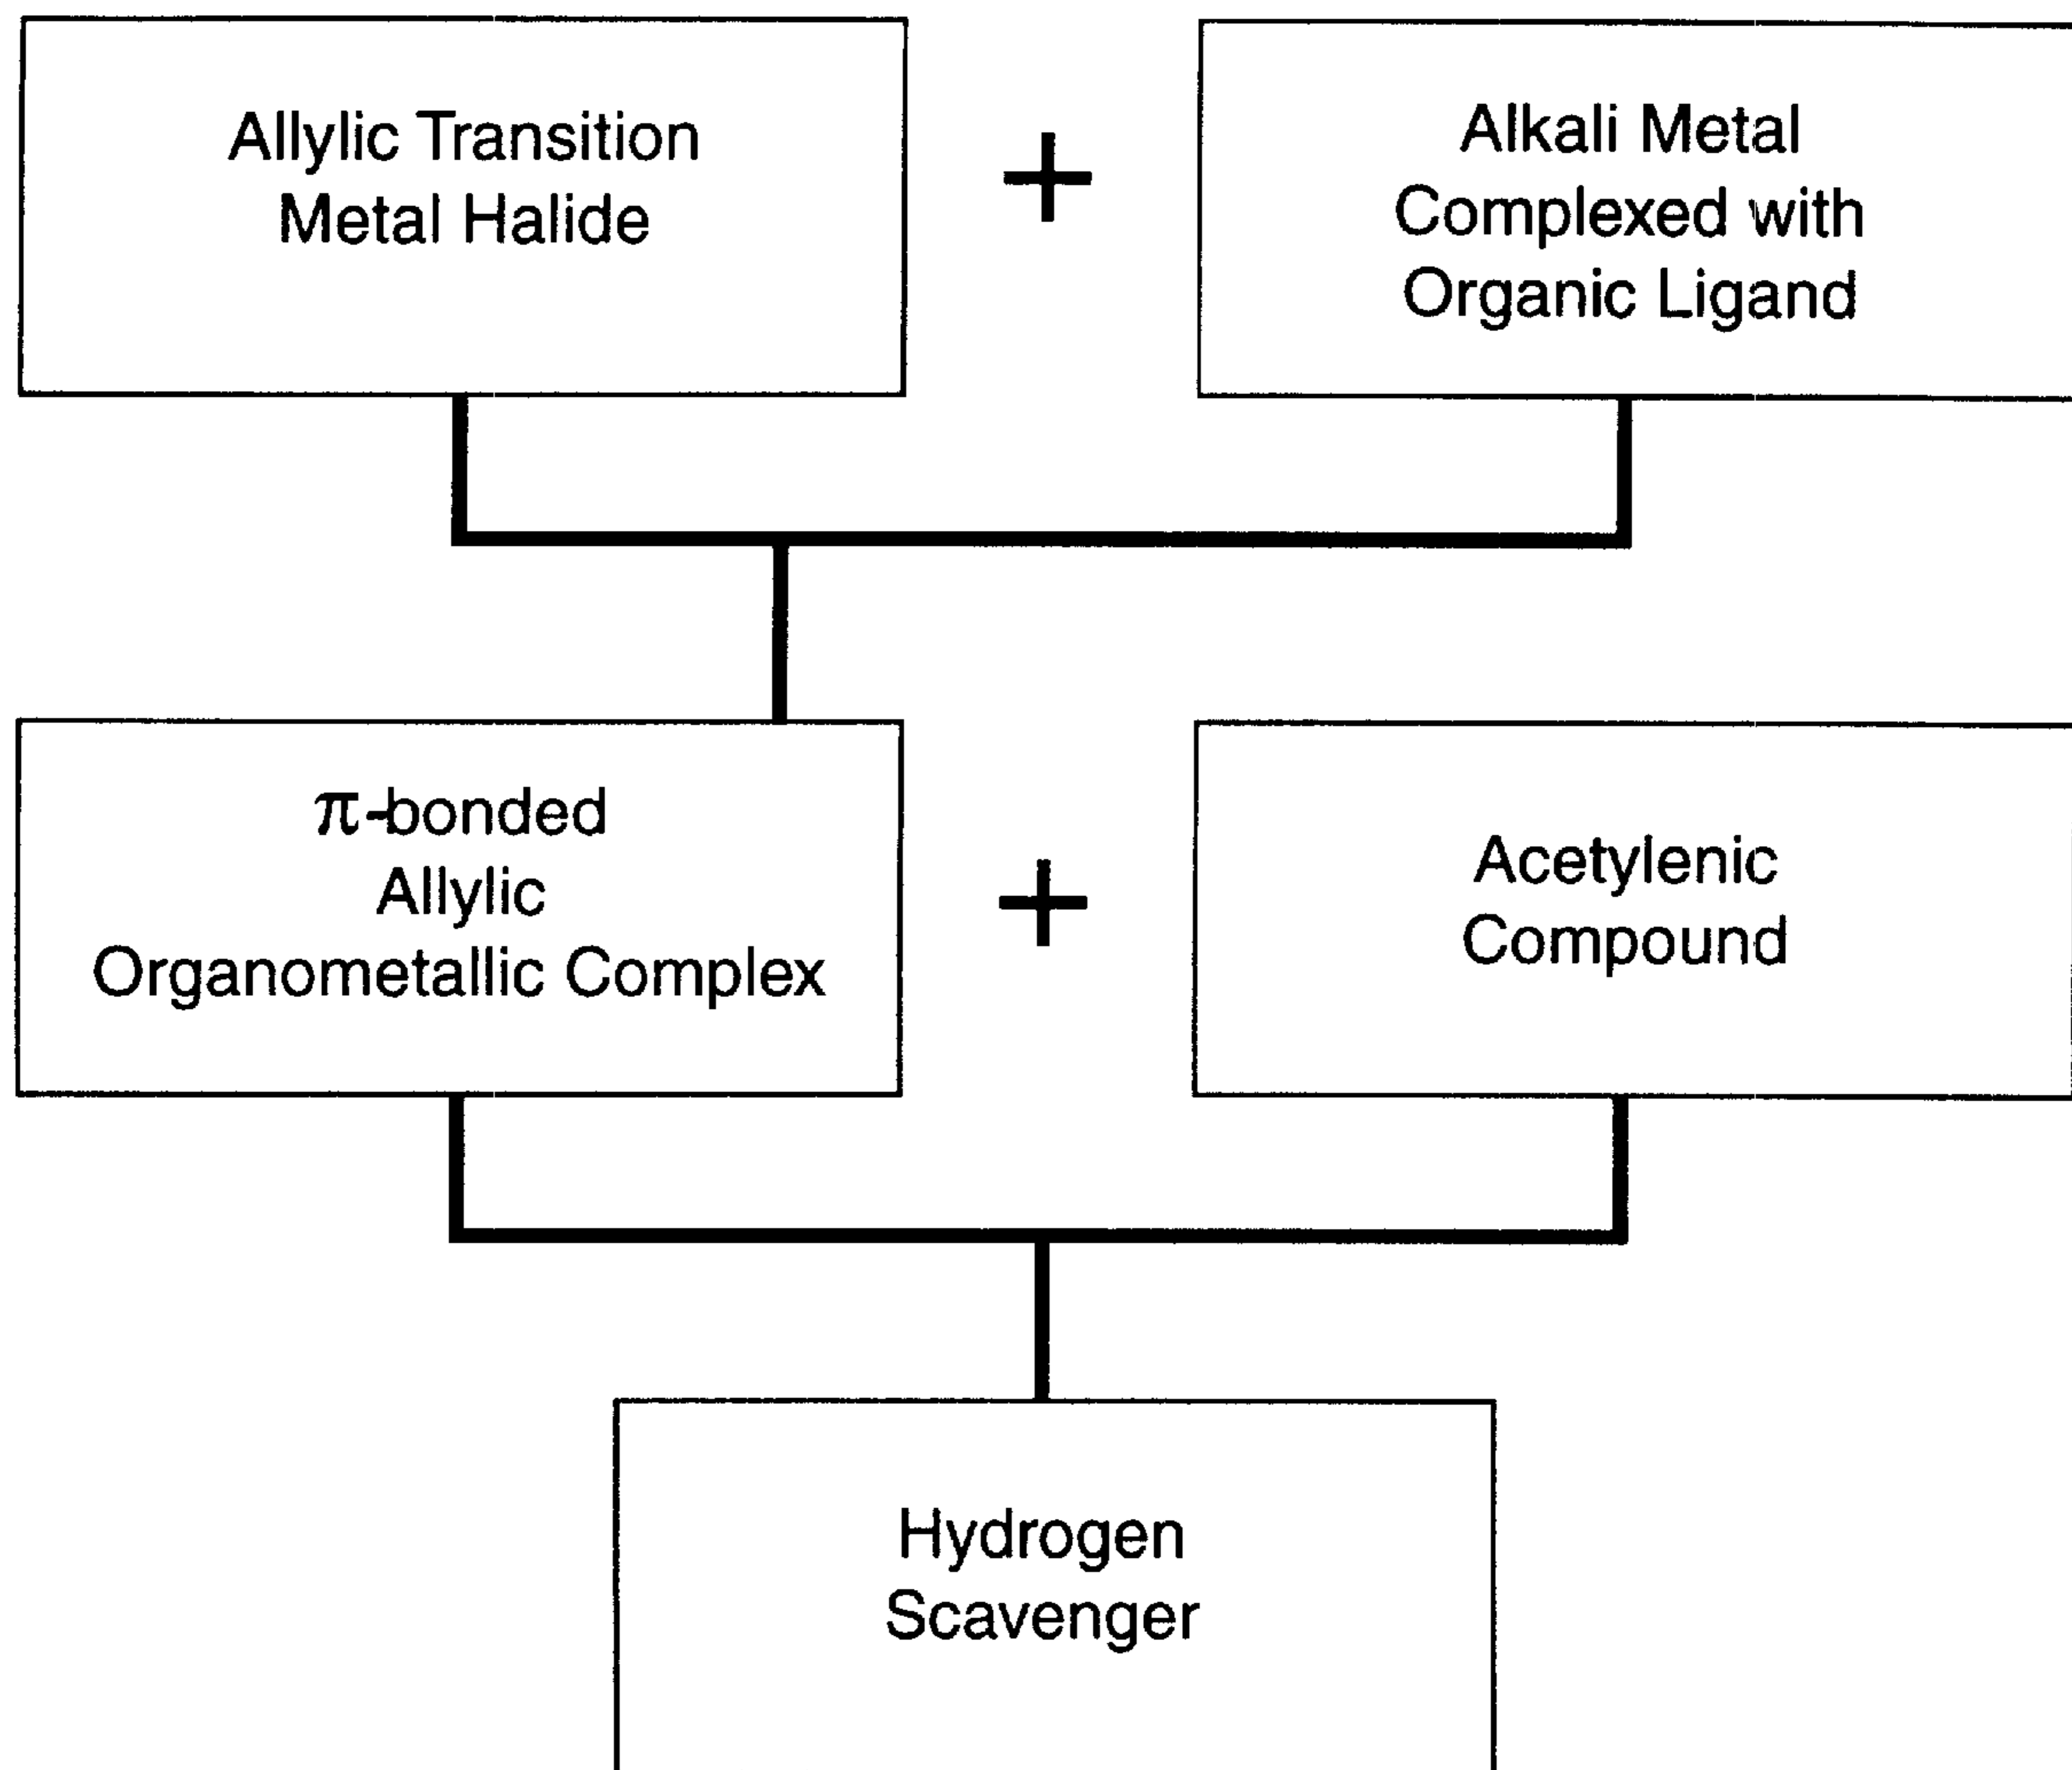 Allylic Transition
Metal Halide
+
Alkali Metal
Complexed with
Organic Ligand
π-bonded
Allylic
Organometallic Complex
+
Acetylenic
Compound
Hydrogen
Scavenger